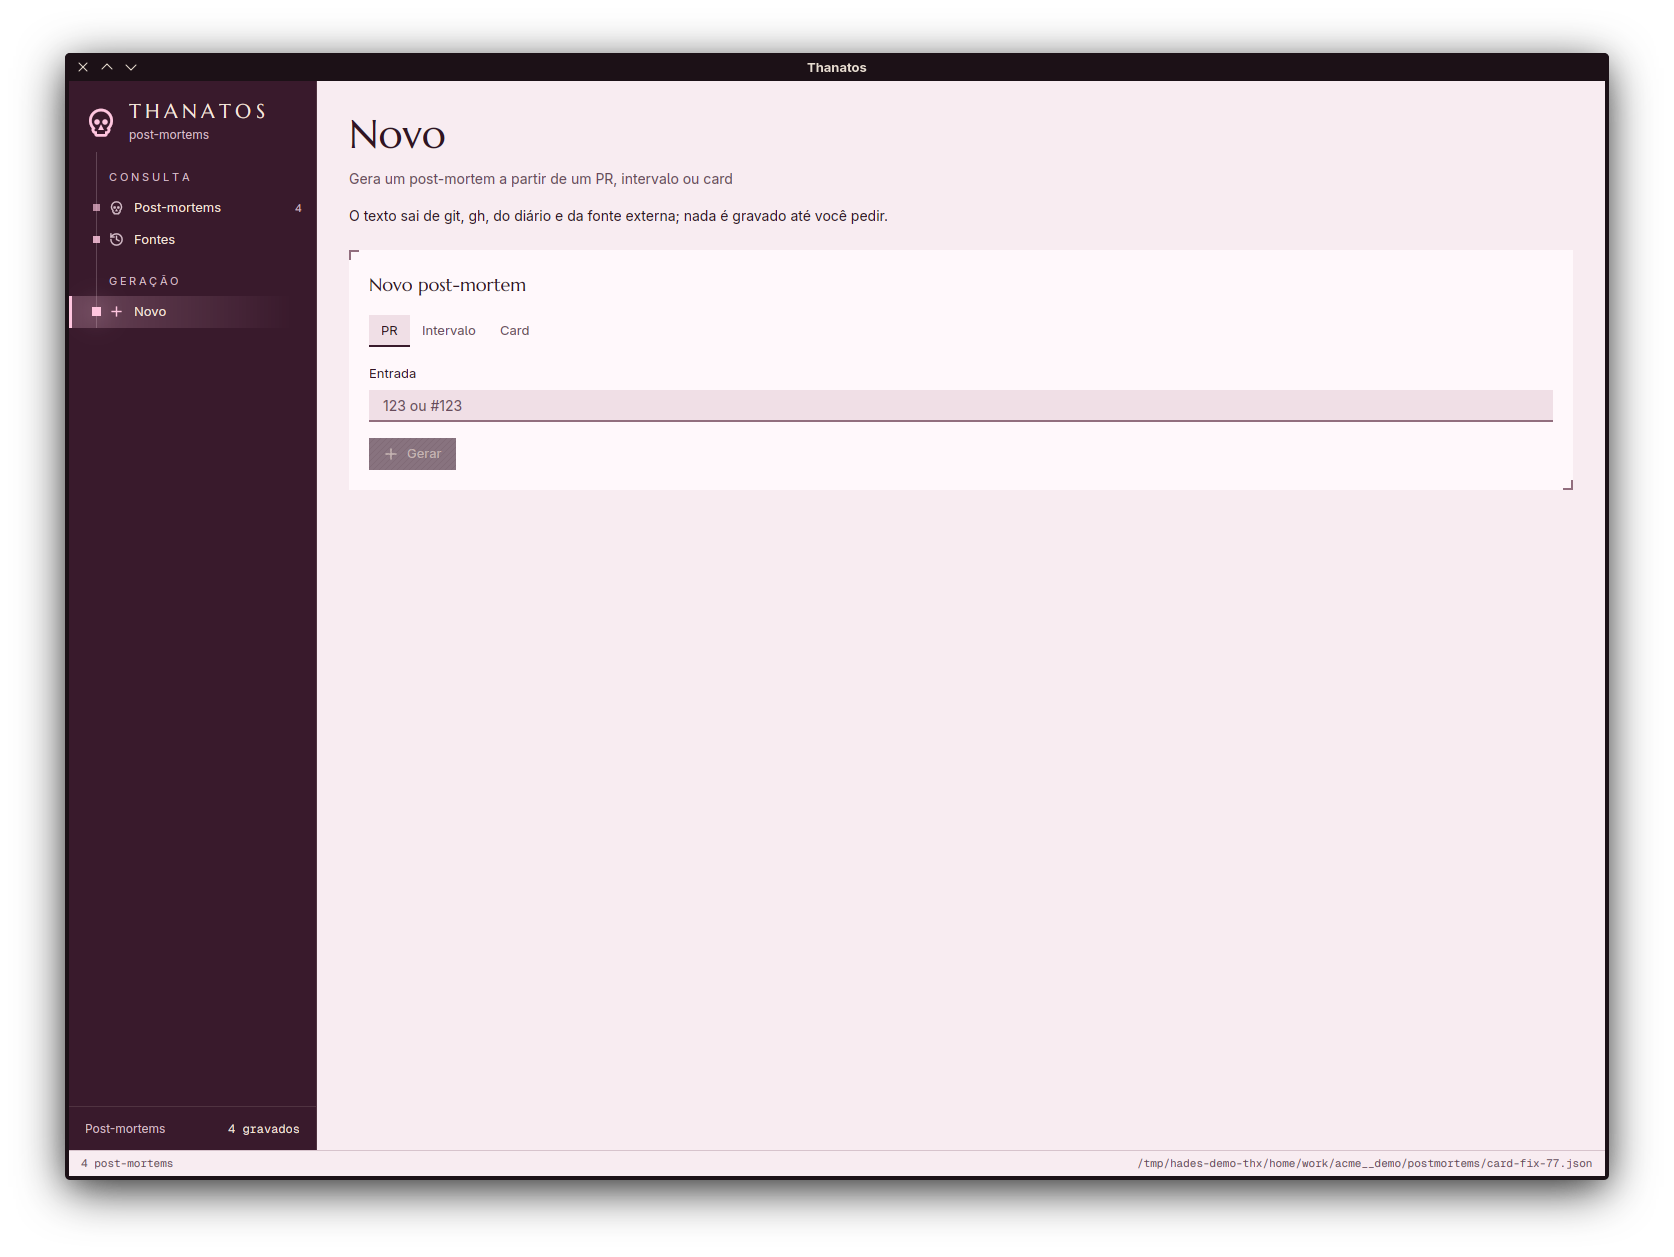 Thanatos
THANATOS
post-mortems
CONSULTA
Post-mortems 4
Fontes
GERAÇÃO
Novo
Novo
Gera um post-mortem a partir de um PR, intervalo ou card
O texto sai de git, gh, do diário e da fonte externa; nada é gravado até você pedir.
Novo post-mortem
PR Intervalo Card
Entrada
123 ou #123
Gerar
Post-mortems 4 gravados
4 post-mortems /tmp/hades-demo-thx/home/work/acme__demo/postmortems/card-fix-77.json